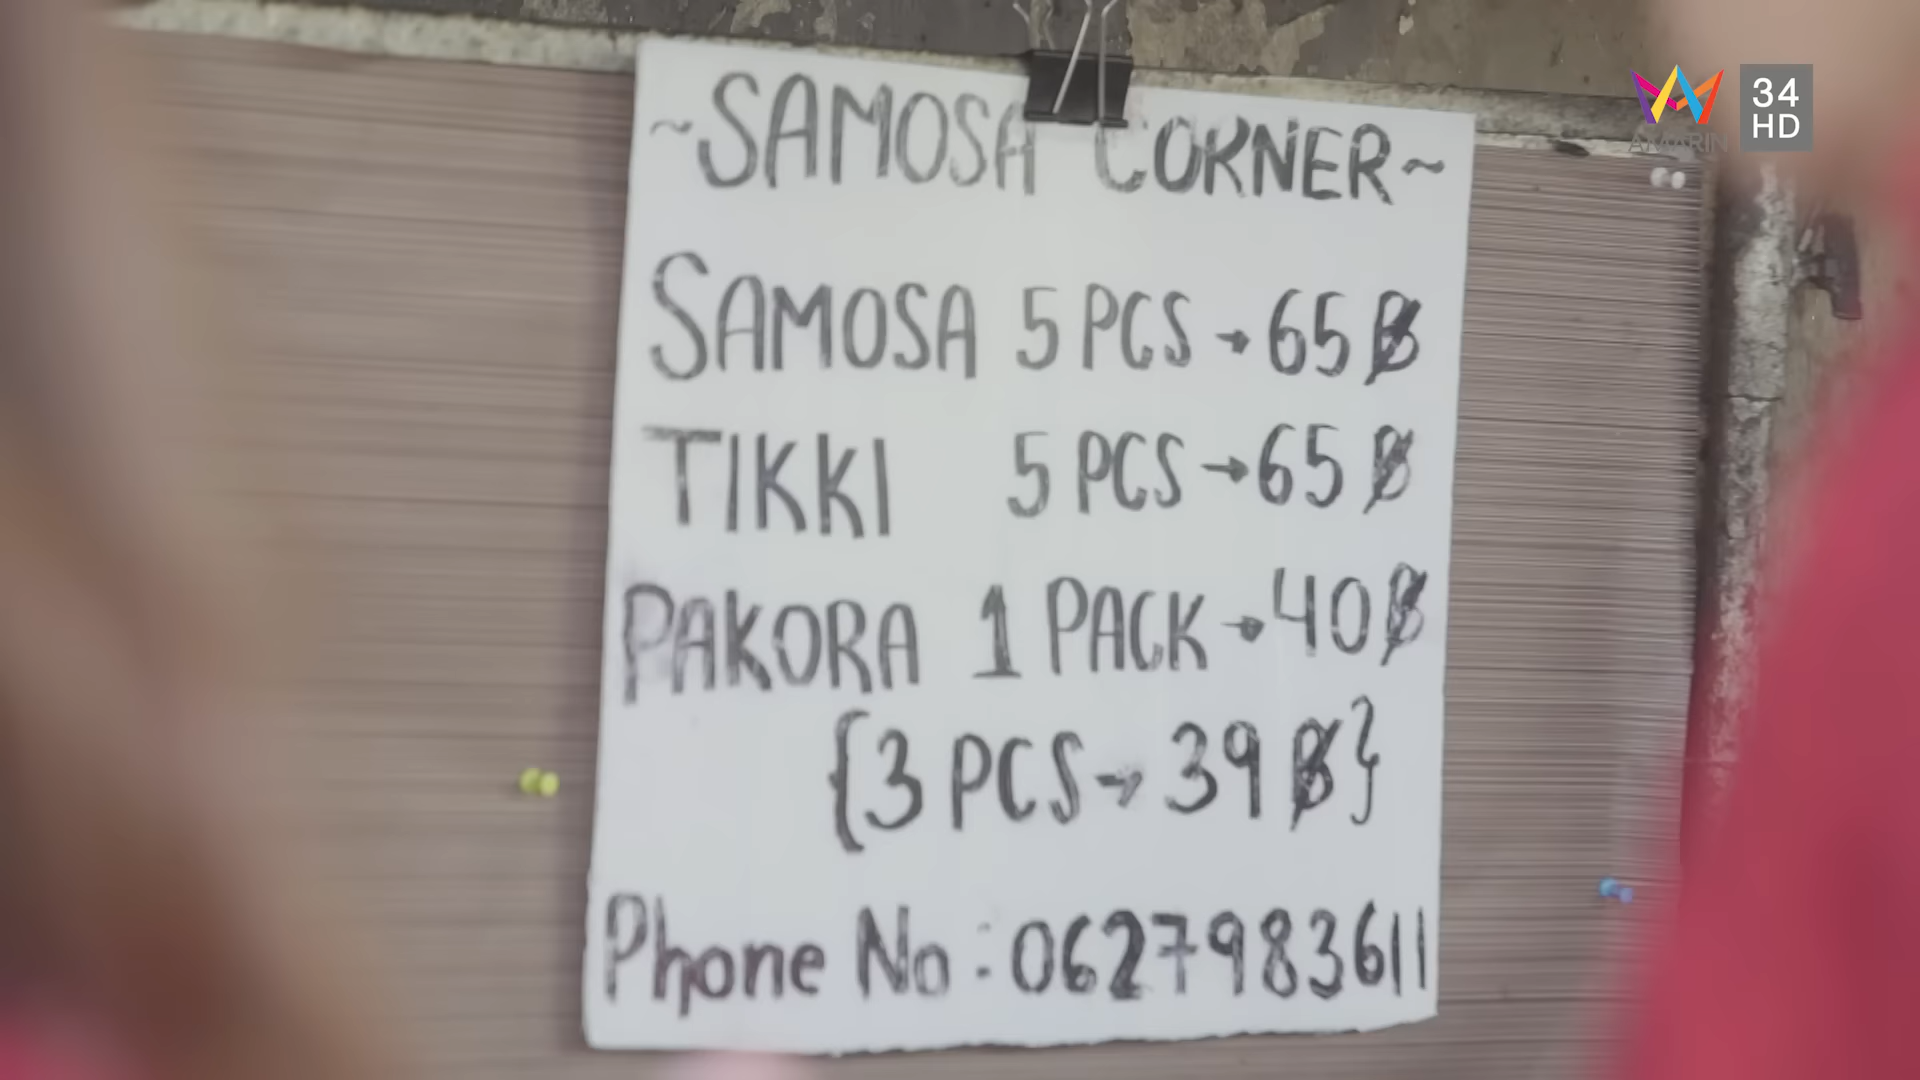 ~SAMOSA CORNER~
SAMOSA 5 PCS → 65 ฿
TIKKI 5 PCS → 65 ฿
PAKORA 1 PACK → 40 ฿
{3 PCS → 39 ฿}
Phone No : 0627983611
AMARIN
34
HD